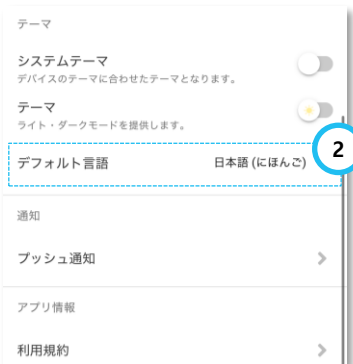 テーマ
システムテーマ
デバイスのテーマに合わせたテーマとなります。
テーマ
ライト・ダークモードを提供します。
デフォルト言語 日本語 (にほんご)
2
通知
プッシュ通知
アプリ情報
利用規約